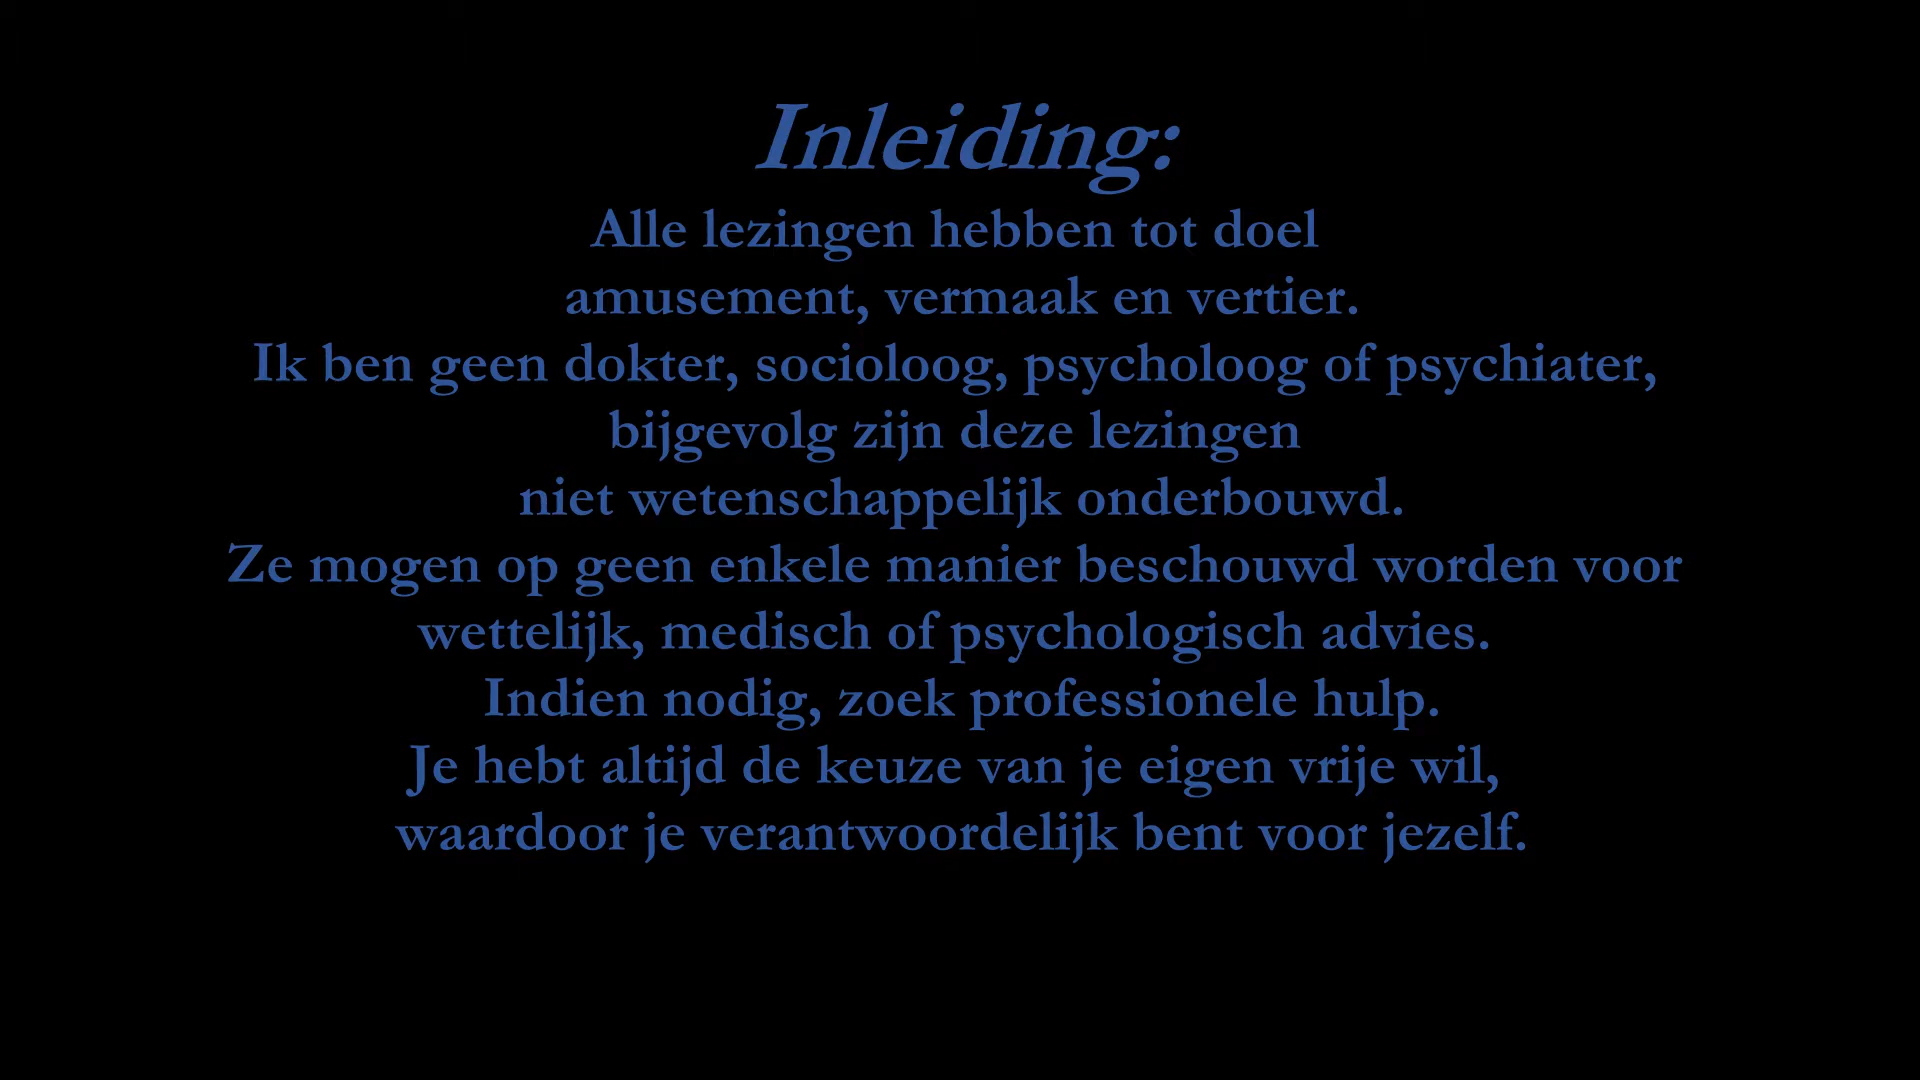 Inleiding:
Alle lezingen hebben tot doel
amusement, vermaak en vertier.
Ik ben geen dokter, socioloog, psycholoog of psychiater,
bijgevolg zijn deze lezingen
niet wetenschappelijk onderbouwd.
Ze mogen op geen enkele manier beschouwd worden voor
wettelijk, medisch of psychologisch advies.
Indien nodig, zoek professionele hulp.
Je hebt altijd de keuze van je eigen vrije wil,
waardoor je verantwoordelijk bent voor jezelf.